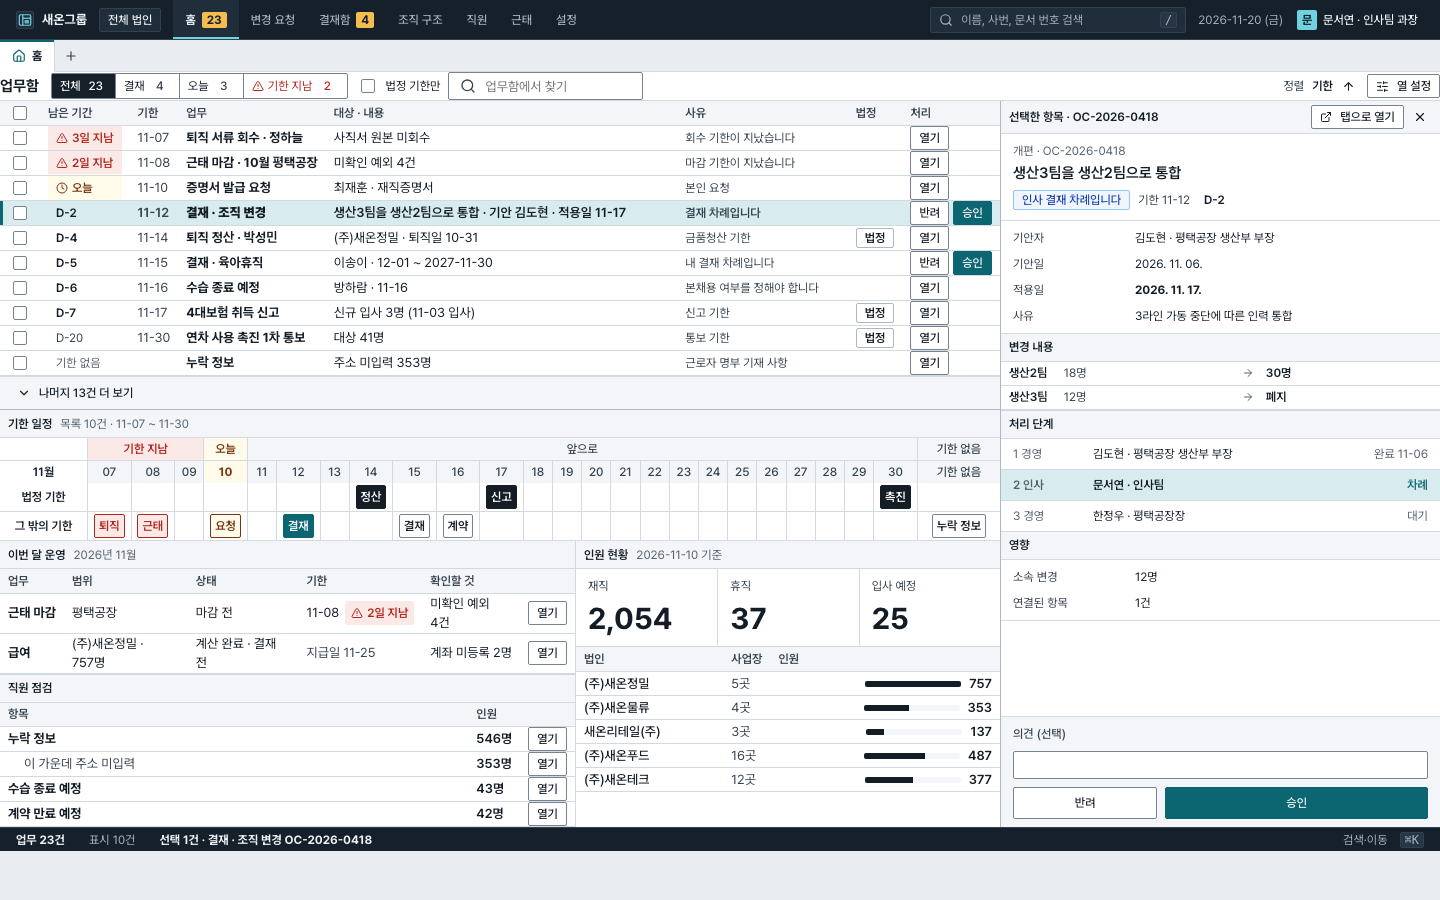 새온그룹 전체 법인 홈 23 변경 요청 결재함 4 조직 구조 직원 근태 설정 이름, 사번, 문서 번호 검색 / 2026-11-20 (금) 문 문서연 · 인사팀 과장
홈 +
업무함 전체 23 결재 4 오늘 3 기한 지남 2 법정 기한만 업무함에서 찾기 정렬 기한 열 설정
남은 기간 기한 업무 대상 · 내용 사유 법정 처리
3일 지남 11-07 퇴직 서류 회수 · 정하늘 사직서 원본 미회수 회수 기한이 지났습니다 열기
2일 지남 11-08 근태 마감 · 10월 평택공장 미확인 예외 4건 마감 기한이 지났습니다 열기
오늘 11-10 증명서 발급 요청 최재훈 · 재직증명서 본인 요청 열기
D-2 11-12 결재 · 조직 변경 생산3팀을 생산2팀으로 통합 · 기안 김도현 · 적용일 11-17 결재 차례입니다 반려 승인
D-4 11-14 퇴직 정산 · 박성민 (주)새온정밀 · 퇴직일 10-31 금품청산 기한 법정 열기
D-5 11-15 결재 · 육아휴직 이송이 · 12-01 ~ 2027-11-30 내 결재 차례입니다 반려 승인
D-6 11-16 수습 종료 예정 방하람 · 11-16 본채용 여부를 정해야 합니다 열기
D-7 11-17 4대보험 취득 신고 신규 입사 3명 (11-03 입사) 신고 기한 법정 열기
D-20 11-30 연차 사용 촉진 1차 통보 대상 41명 통보 기한 법정 열기
기한 없음 누락 정보 주소 미입력 353명 근로자 명부 기재 사항 열기
나머지 13건 더 보기
기한 일정 목록 10건 · 11-07 ~ 11-30
기한 지남 오늘 앞으로 기한 없음
11월 07 08 09 10 11 12 13 14 15 16 17 18 19 20 21 22 23 24 25 26 27 28 29 30 기한 없음
법정 기한 정산 신고 촉진
그 밖의 기한 퇴직 근태 요청 결재 결재 계약 누락 정보
이번 달 운영 2026년 11월
업무 범위 상태 기한 확인할 것
근태 마감 평택공장 마감 전 11-08 2일 지남 미확인 예외 4건 열기
급여 (주)새온정밀 · 757명 계산 완료 · 결재 전 지급일 11-25 계좌 미등록 2명 열기
직원 점검
항목 인원
누락 정보 546명 열기
이 가운데 주소 미입력 353명 열기
수습 종료 예정 43명 열기
계약 만료 예정 42명 열기
인원 현황 2026-11-10 기준
재직 휴직 입사 예정
2,054 37 25
법인 사업장 인원
(주)새온정밀 5곳 757
(주)새온물류 4곳 353
새온리테일(주) 3곳 137
(주)새온푸드 16곳 487
(주)새온테크 12곳 377
선택한 항목 · OC-2026-0418 탭으로 열기
개편 · OC-2026-0418
생산3팀을 생산2팀으로 통합
인사 결재 차례입니다 기한 11-12 D-2
기안자 김도현 · 평택공장 생산부 부장
기안일 2026. 11. 06.
적용일 2026. 11. 17.
사유 3라인 가동 중단에 따른 인력 통합
변경 내용
생산2팀 18명 → 30명
생산3팀 12명 → 폐지
처리 단계
1 경영 김도현 · 평택공장 생산부 부장 완료 11-06
2 인사 문서연 · 인사팀 차례
3 경영 한정우 · 평택공장장 대기
영향
소속 변경 12명
연결된 항목 1건
의견 (선택)
반려 승인
업무 23건 표시 10건 선택 1건 · 결재 · 조직 변경 OC-2026-0418 검색·이동 ⌘K